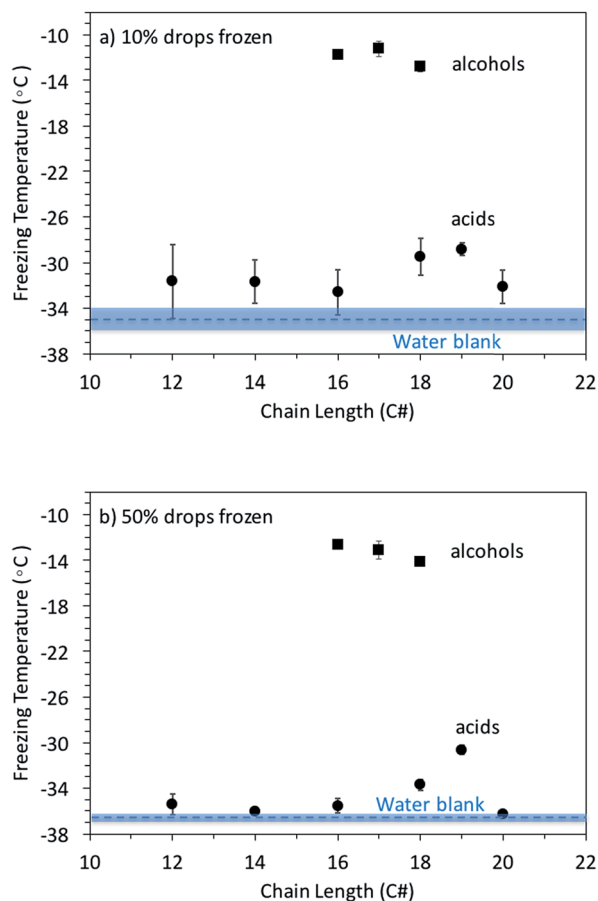 a) 10% drops frozen
alcohols
acids
Water blank
Freezing Temperature (°C)
-10
-14
-18
-22
-26
-30
-34
-38
10 12 14 16 18 20 22
Chain Length (C#)
b) 50% drops frozen
alcohols
acids
Water blank
Freezing Temperature (°C)
-10
-14
-18
-22
-26
-30
-34
-38
10 12 14 16 18 20 22
Chain Length (C#)